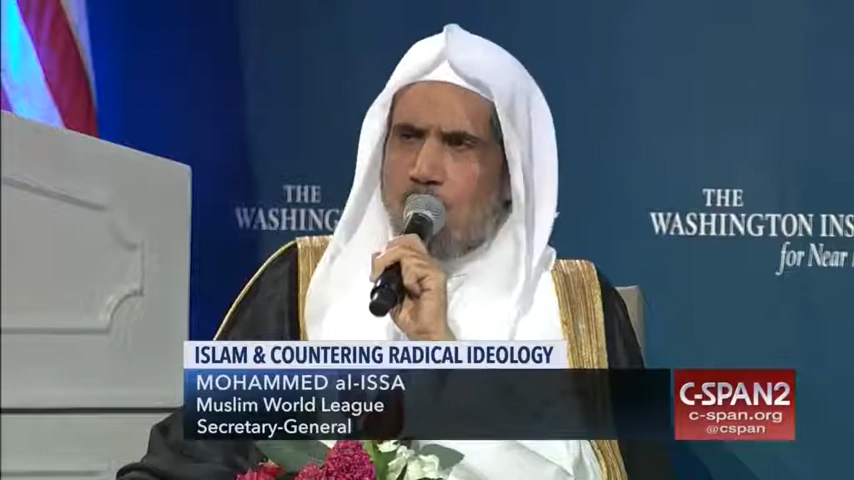 THE
WASHING
THE
WASHINGTON INS
for Near
ISLAM & COUNTERING RADICAL IDEOLOGY
MOHAMMED al-ISSA
Muslim World League
Secretary-General
C-SPAN2
c-span.org
@cspan